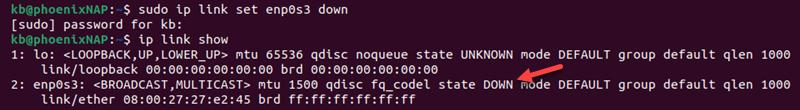 kb@phoenixNAP:~$ sudo ip link set enp0s3 down
[sudo] password for kb:
kb@phoenixNAP:~$ ip link show
1: lo: <LOOPBACK,UP,LOWER_UP> mtu 65536 qdisc noqueue state UNKNOWN mode DEFAULT group default qlen 1000
    link/loopback 00:00:00:00:00:00 brd 00:00:00:00:00:00
2: enp0s3: <BROADCAST,MULTICAST> mtu 1500 qdisc fq_codel state DOWN mode DEFAULT group default qlen 1000
    link/ether 08:00:27:27:e2:45 brd ff:ff:ff:ff:ff:ff